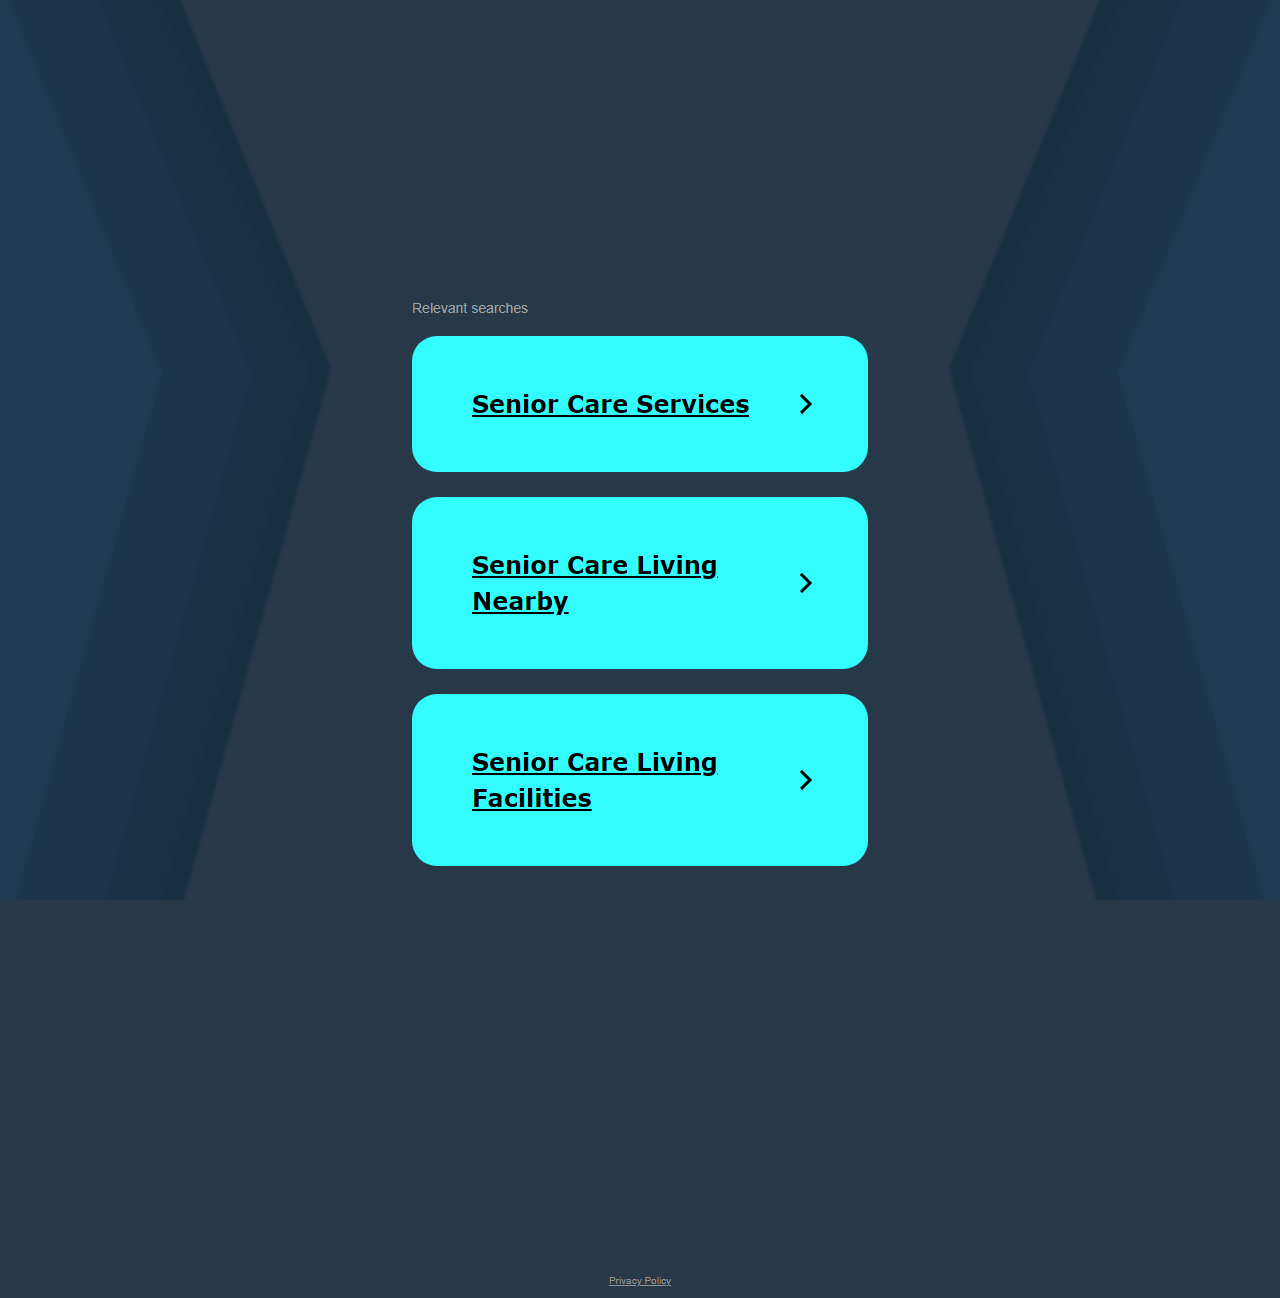 Relevant searches
Senior Care Services
Senior Care Living
Nearby
Senior Care Living
Facilities
Privacy Policy